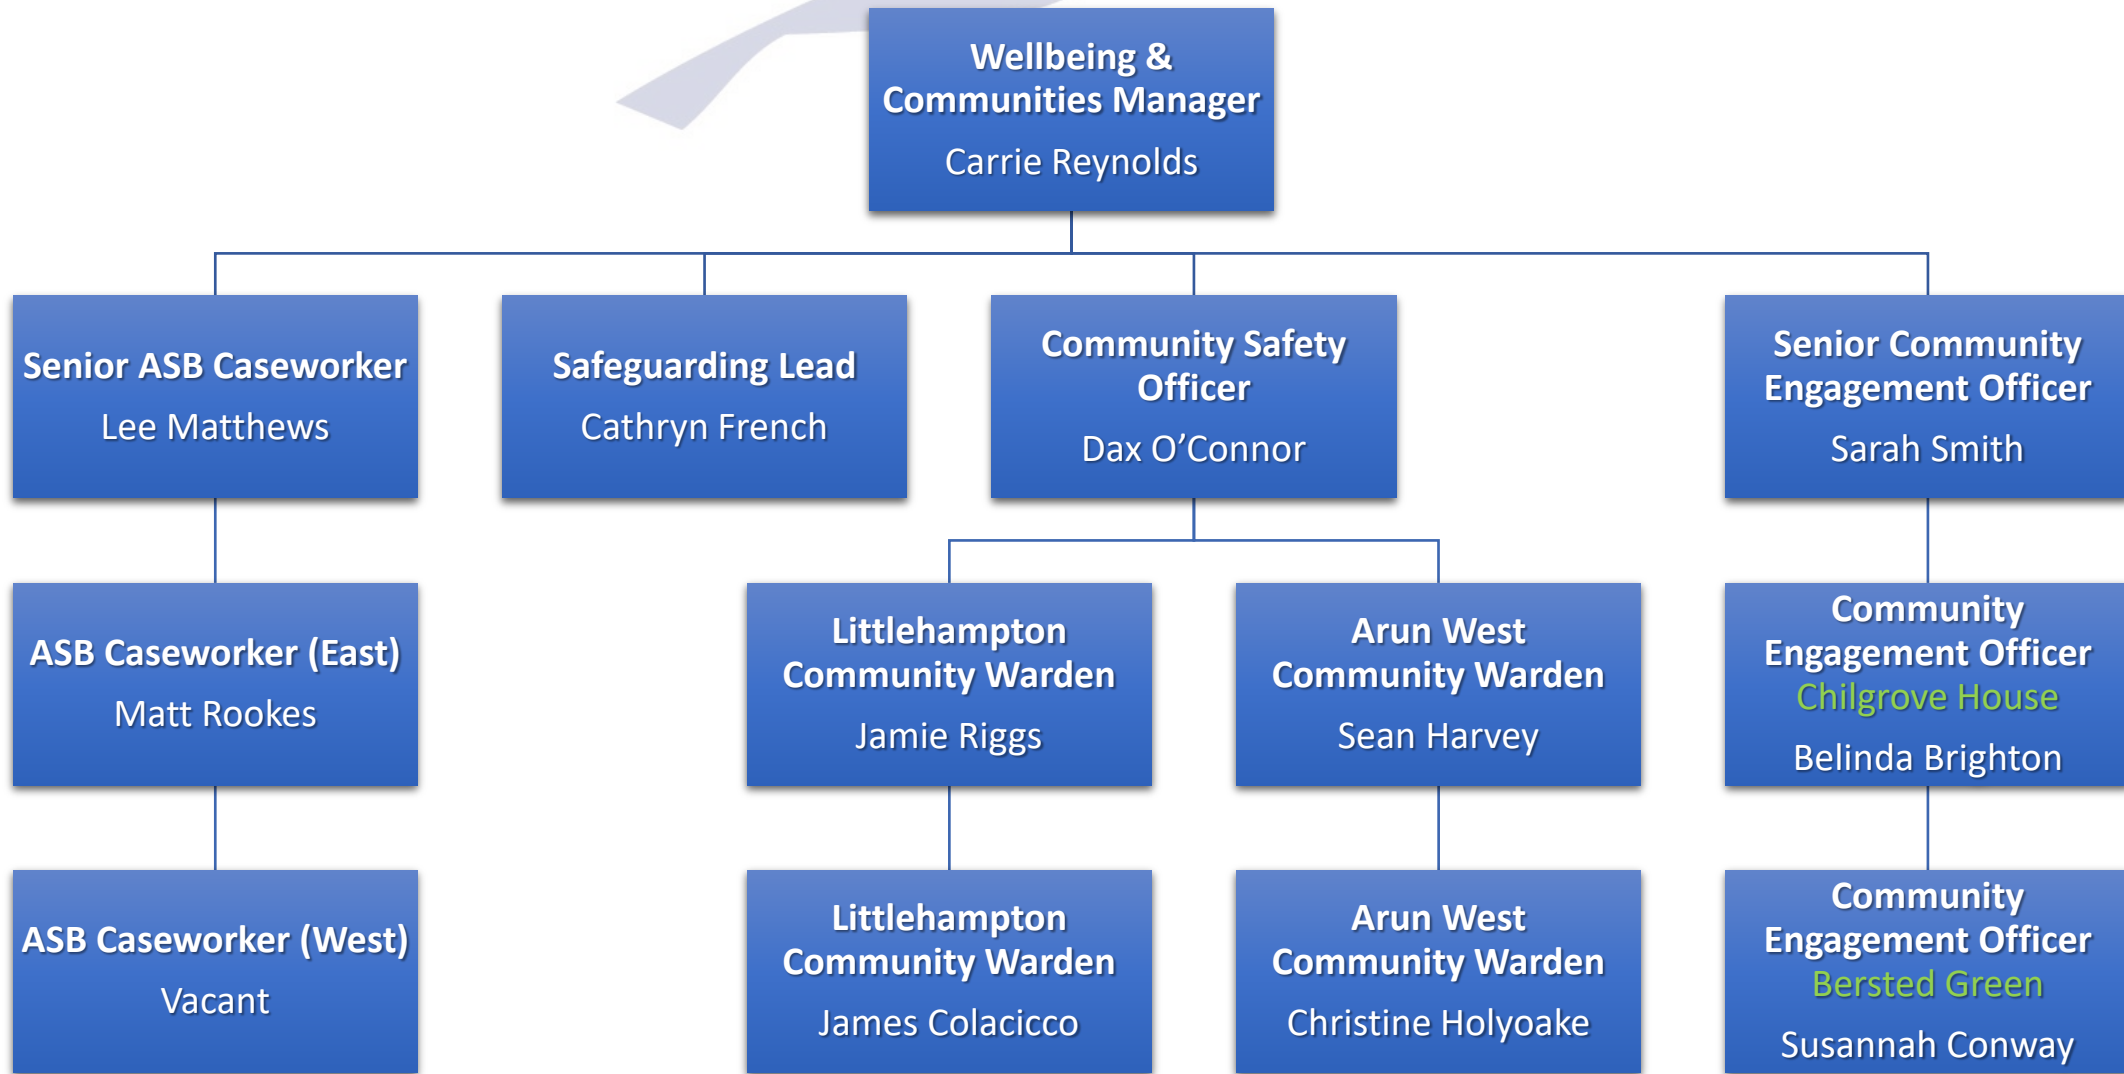 Wellbeing &
Communities Manager
Carrie Reynolds
Senior ASB Caseworker
Lee Matthews
Safeguarding Lead
Cathryn French
Community Safety
Officer
Dax O’Connor
Senior Community
Engagement Officer
Sarah Smith
ASB Caseworker (East)
Matt Rookes
Littlehampton
Community Warden
Jamie Riggs
Arun West
Community Warden
Sean Harvey
Community
Engagement Officer
Chilgrove House
Belinda Brighton
ASB Caseworker (West)
Vacant
Littlehampton
Community Warden
James Colacicco
Arun West
Community Warden
Christine Holyoake
Community
Engagement Officer
Bersted Green
Susannah Conway